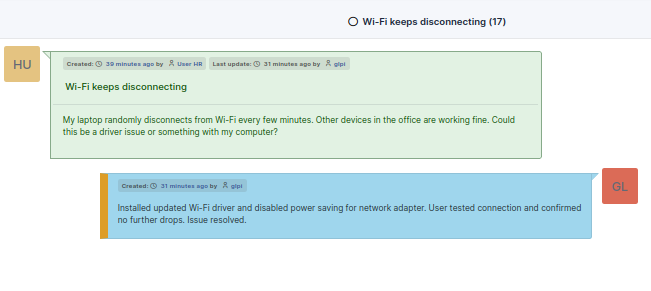 Wi-Fi keeps disconnecting (17)
HU
Created: 39 minutes ago by User HR Last update: 31 minutes ago by glpi
Wi-Fi keeps disconnecting
My laptop randomly disconnects from Wi-Fi every few minutes. Other devices in the office are working fine. Could
this be a driver issue or something with my computer?
Created: 31 minutes ago by glpi
GL
Installed updated Wi-Fi driver and disabled power saving for network adapter. User tested connection and confirmed
no further drops. Issue resolved.